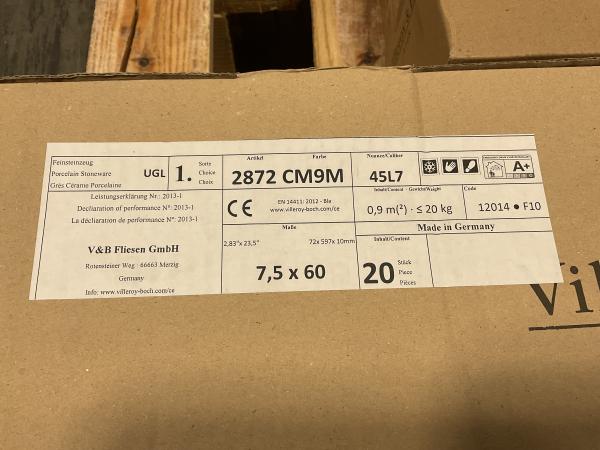 Feinsteinzeug
Porcelain Stoneware
Grès Cérame Porcelaine
UGL
1.
Sorte
Choice
Choix
Artikel Farbe
2872 CM9M
Nuance/Caliber
45L7
A+
Leistungserklärung Nr.: 2013-1
Declaration of performance N°: 2013-1
La déclaration de performance N°: 2013-1
CE
EN 14411: 2012 - BIa
www.villeroy-boch.com/ce
Inhalt/Content - Gewicht/Weight
0,9 m(²) · ≤ 20 kg
Code
12014 ● F10
V&B Fliesen GmbH
Rotensteiner Weg · 66663 Merzig
Germany
Info: www.villeroy-boch.com/ce
Maße
2,83"x 23,5" 72x 597x 10mm
7,5 x 60
Inhalt/Content
20
Stück
Piece
Pièces
Made in Germany
Vil